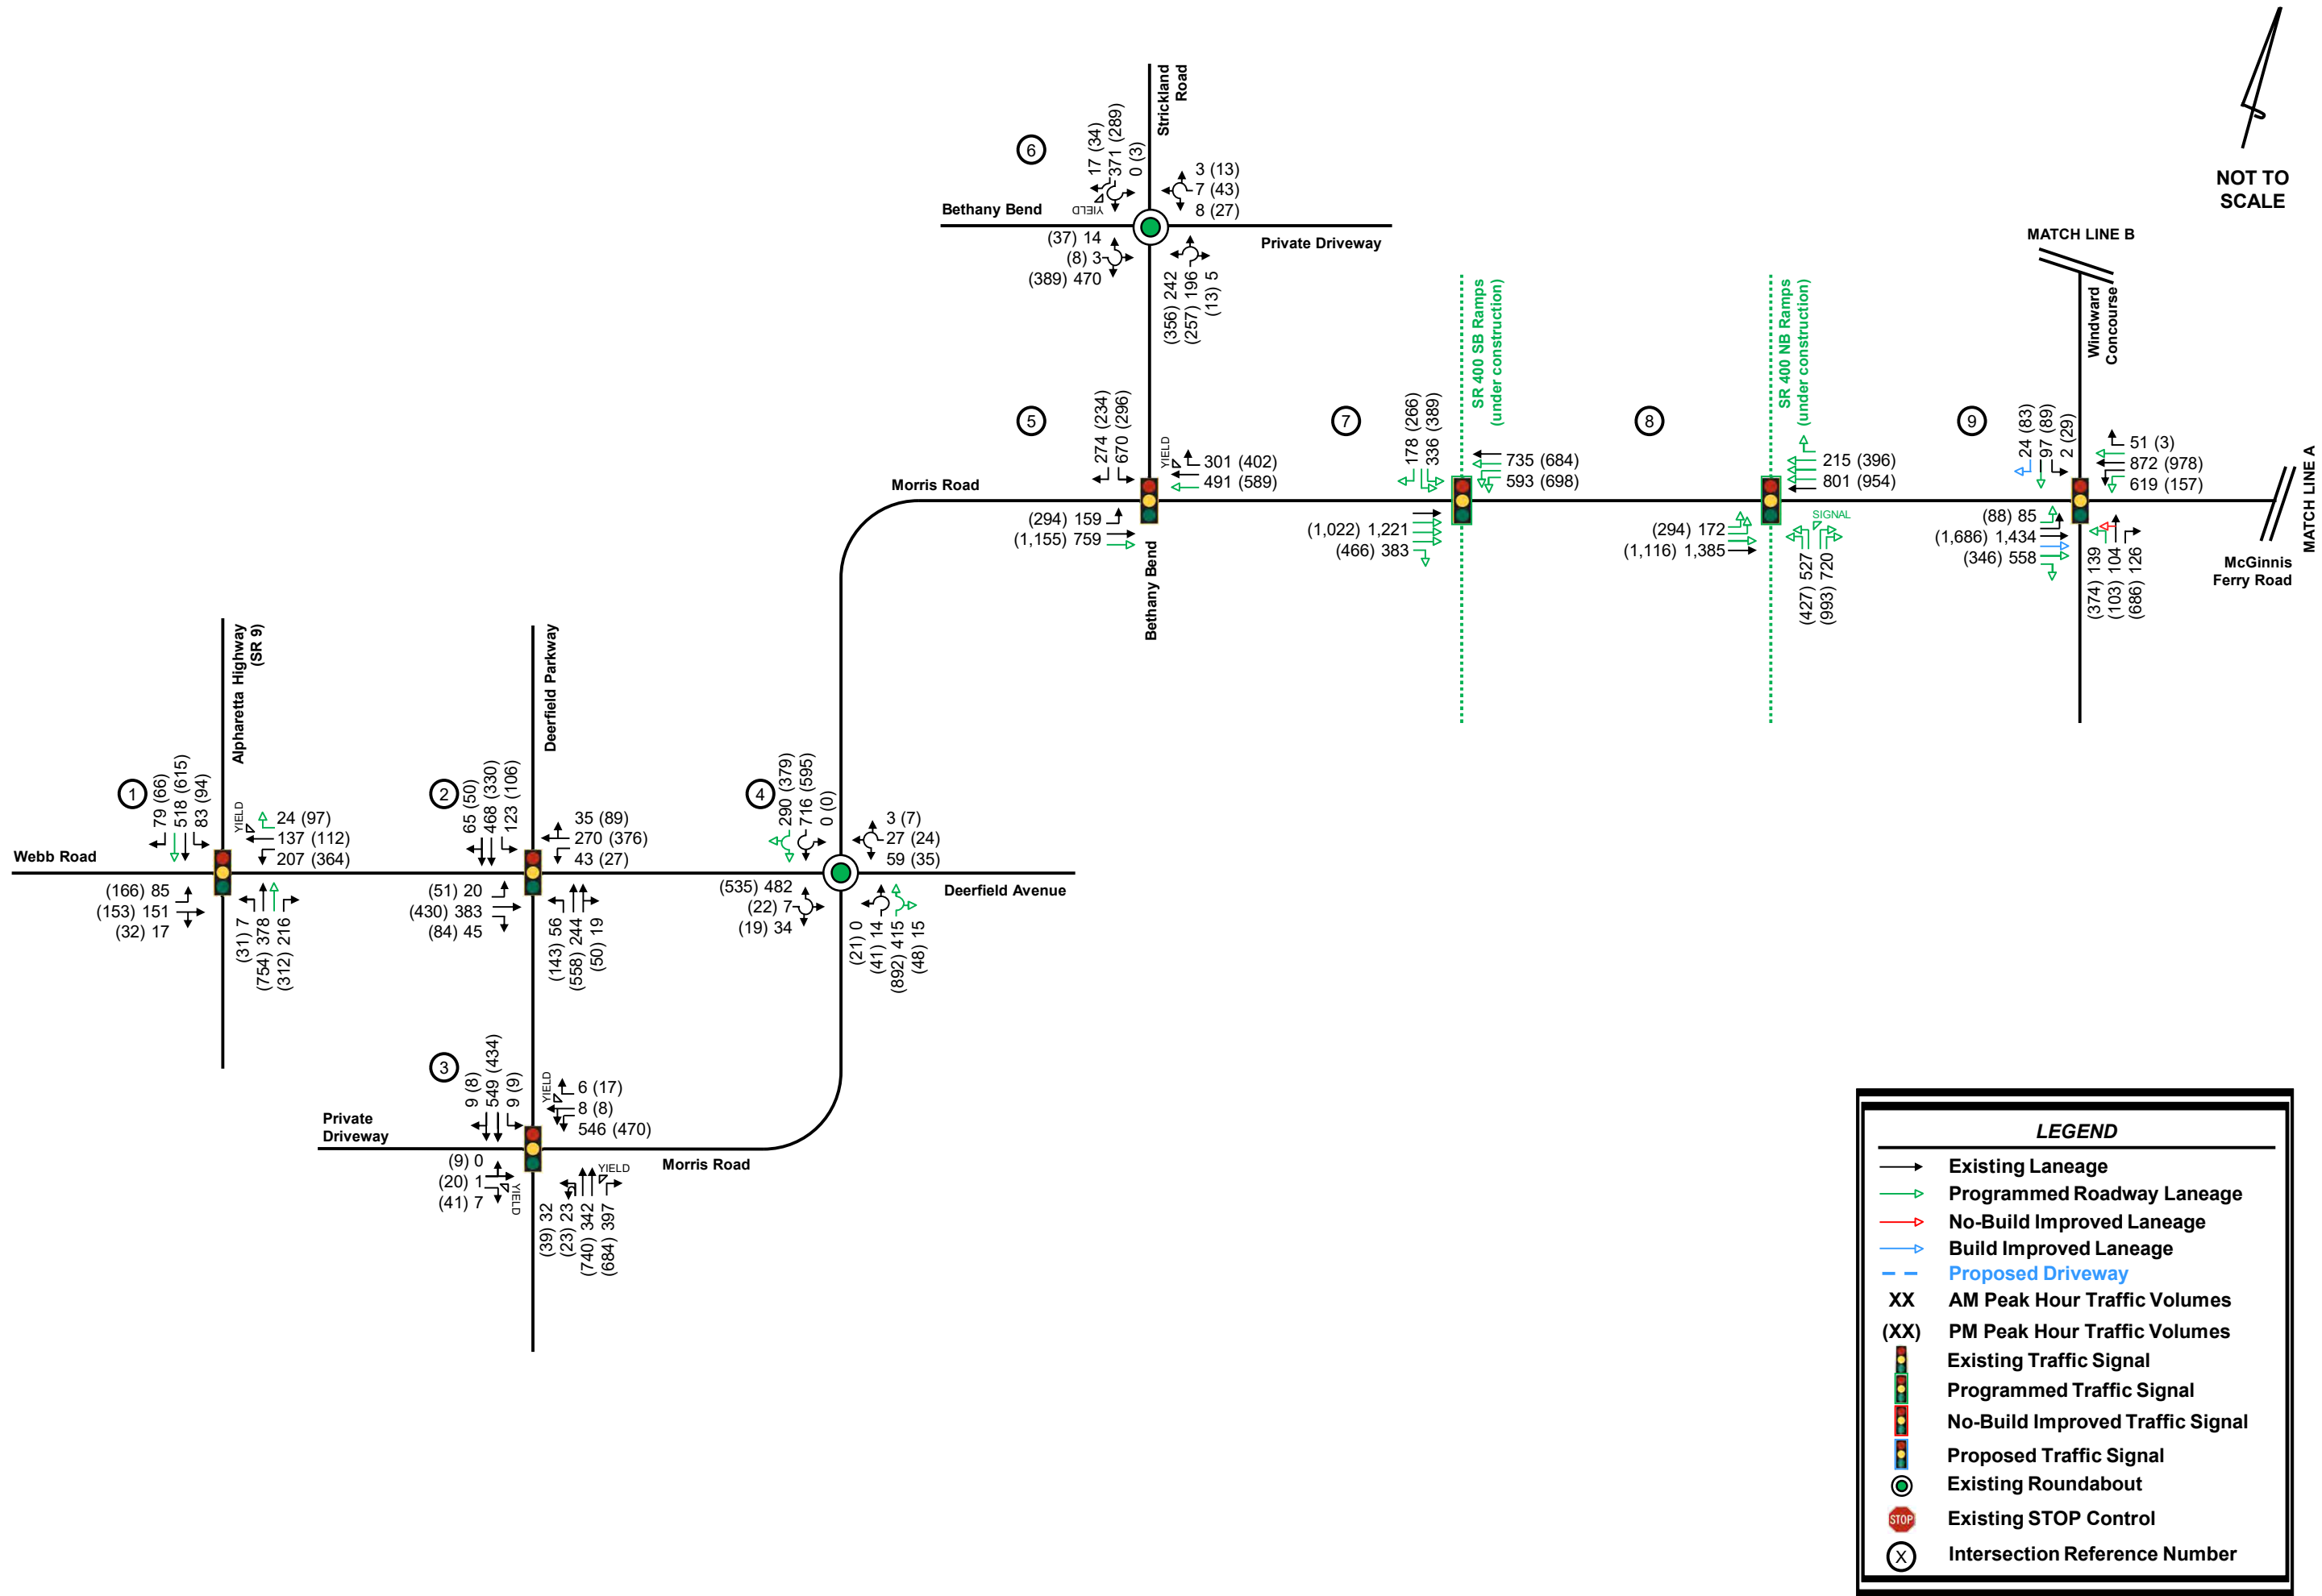 NOT TO
SCALE
MATCH LINE B
Windward
Concourse
MATCH LINE A
McGinnis
Ferry Road
6
Strickland
Road
17 (34)
371 (289)
0 (3)
YIELD
3 (13)
7 (43)
8 (27)
Bethany Bend
Private Driveway
(37) 14
(8) 3
(389) 470
(356) 242
(257) 196
(13) 5
5
274 (234)
670 (296)
YIELD
301 (402)
491 (589)
Morris Road
(294) 159
(1,155) 759
Bethany Bend
7
178 (266)
336 (389)
SR 400 SB Ramps
(under construction)
735 (684)
593 (698)
(1,022) 1,221
(466) 383
8
SR 400 NB Ramps
(under construction)
215 (396)
801 (954)
(294) 172
(1,116) 1,385
SIGNAL
(427) 527
(993) 720
9
24 (83)
97 (89)
2 (29)
51 (3)
872 (978)
619 (157)
(88) 85
(1,686) 1,434
(346) 558
(374) 139
(103) 104
(686) 126
1
79 (66)
518 (615)
83 (94)
Alpharetta Highway
(SR 9)
YIELD
24 (97)
137 (112)
207 (364)
Webb Road
(166) 85
(153) 151
(32) 17
(31) 7
(754) 378
(312) 216
2
65 (50)
468 (330)
123 (106)
Deerfield Parkway
35 (89)
270 (376)
43 (27)
(51) 20
(430) 383
(84) 45
(143) 56
(558) 244
(50) 19
4
290 (379)
716 (595)
0 (0)
3 (7)
27 (24)
59 (35)
Deerfield Avenue
(535) 482
(22) 7
(19) 34
(21) 0
(41) 14
(892) 415
(48) 15
3
9 (8)
549 (434)
9 (9)
YIELD
6 (17)
8 (8)
546 (470)
Private
Driveway
Morris Road
(9) 0
(20) 1
(41) 7
YIELD
YIELD
(39) 32
(23) 23
(740) 342
(684) 397
LEGEND
Existing Laneage
Programmed Roadway Laneage
No-Build Improved Laneage
Build Improved Laneage
Proposed Driveway
XX AM Peak Hour Traffic Volumes
(XX) PM Peak Hour Traffic Volumes
Existing Traffic Signal
Programmed Traffic Signal
No-Build Improved Traffic Signal
Proposed Traffic Signal
Existing Roundabout
STOP Existing STOP Control
X Intersection Reference Number